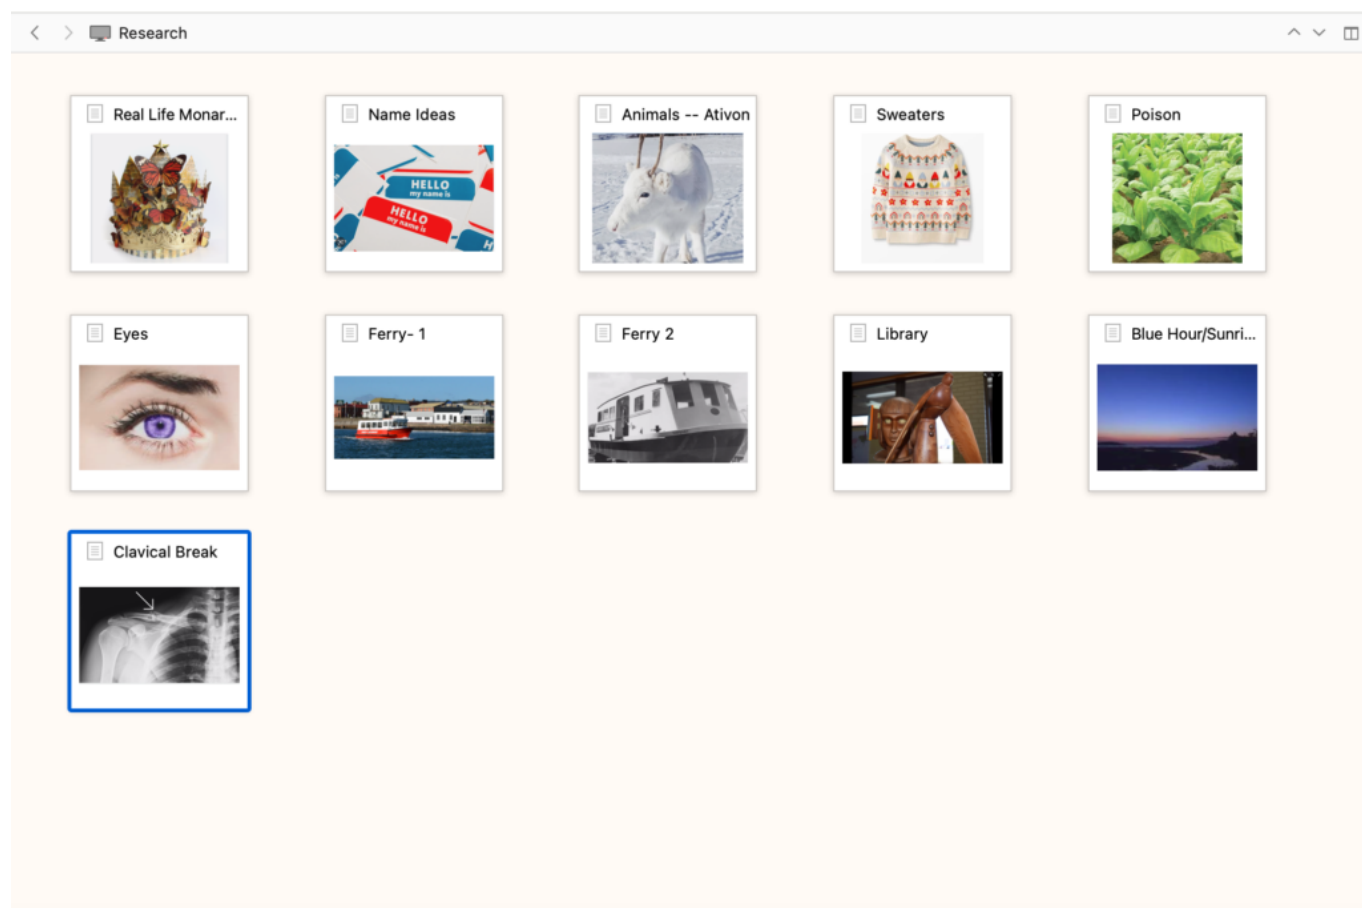 Research
Real Life Monar...
Name Ideas
HELLO
my name is
HELLO
my name is
H
Animals -- Ativon
Sweaters
Poison
Eyes
Ferry- 1
Ferry 2
Library
Blue Hour/Sunri...
Clavical Break